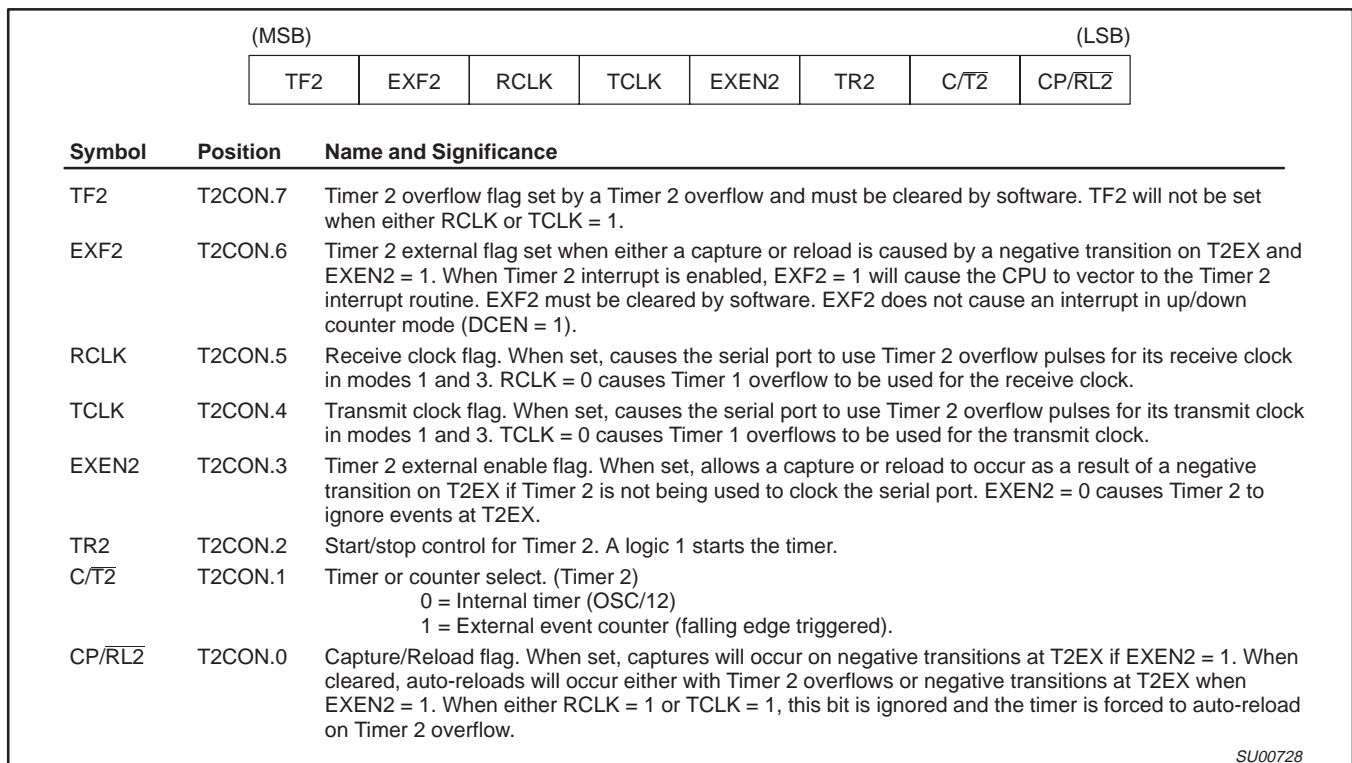 (MSB) (LSB)
TF2 EXF2 RCLK TCLK EXEN2 TR2 C/T̅2̅ CP/R̅L̅2̅
Symbol Position Name and Significance
TF2 T2CON.7 Timer 2 overflow flag set by a Timer 2 overflow and must be cleared by software. TF2 will not be set
when either RCLK or TCLK = 1.
EXF2 T2CON.6 Timer 2 external flag set when either a capture or reload is caused by a negative transition on T2EX and
EXEN2 = 1. When Timer 2 interrupt is enabled, EXF2 = 1 will cause the CPU to vector to the Timer 2
interrupt routine. EXF2 must be cleared by software. EXF2 does not cause an interrupt in up/down
counter mode (DCEN = 1).
RCLK T2CON.5 Receive clock flag. When set, causes the serial port to use Timer 2 overflow pulses for its receive clock
in modes 1 and 3. RCLK = 0 causes Timer 1 overflow to be used for the receive clock.
TCLK T2CON.4 Transmit clock flag. When set, causes the serial port to use Timer 2 overflow pulses for its transmit clock
in modes 1 and 3. TCLK = 0 causes Timer 1 overflows to be used for the transmit clock.
EXEN2 T2CON.3 Timer 2 external enable flag. When set, allows a capture or reload to occur as a result of a negative
transition on T2EX if Timer 2 is not being used to clock the serial port. EXEN2 = 0 causes Timer 2 to
ignore events at T2EX.
TR2 T2CON.2 Start/stop control for Timer 2. A logic 1 starts the timer.
C/T̅2̅ T2CON.1 Timer or counter select. (Timer 2)
0 = Internal timer (OSC/12)
1 = External event counter (falling edge triggered).
CP/R̅L̅2̅ T2CON.0 Capture/Reload flag. When set, captures will occur on negative transitions at T2EX if EXEN2 = 1. When
cleared, auto-reloads will occur either with Timer 2 overflows or negative transitions at T2EX when
EXEN2 = 1. When either RCLK = 1 or TCLK = 1, this bit is ignored and the timer is forced to auto-reload
on Timer 2 overflow.
SU00728